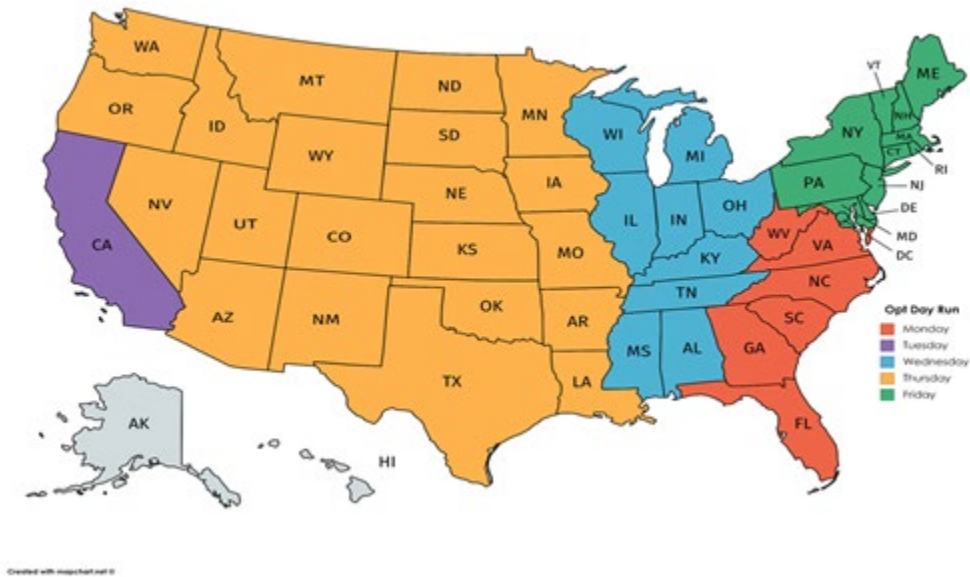 WA
MT
ND
MN
OR
ID
SD
WI
MI
WY
NE
IA
NV
UT
CO
CA
KS
MO
IL
IN
OH
KY
WV
VA
PA
NY
VT
NH
ME
MA
CT
RI
NJ
DE
MD
DC
NC
TN
SC
AZ
NM
OK
AR
MS
AL
GA
TX
LA
FL
AK
HI
Opt Day Run
Monday
Tuesday
Wednesday
Thursday
Friday
Created with mapchart.net ©